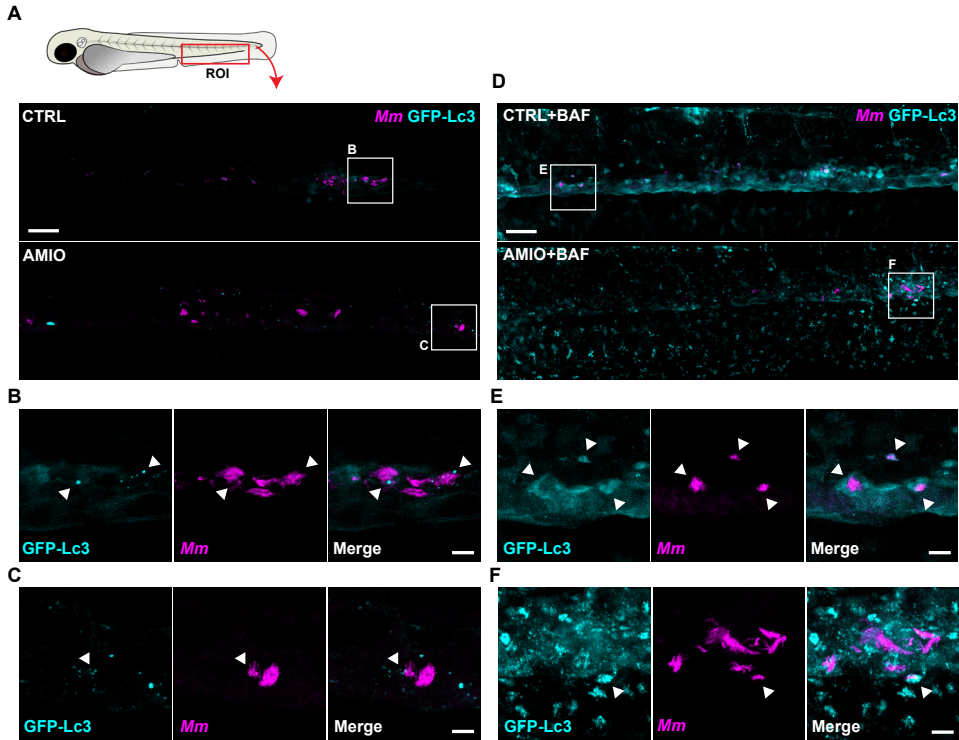 A
ROI
CTRL
Mm GFP-Lc3
B
AMIO
C
D
CTRL+BAF
Mm GFP-Lc3
E
AMIO+BAF
F
B
GFP-Lc3
Mm
Merge
C
GFP-Lc3
Mm
Merge
E
GFP-Lc3
Mm
Merge
F
GFP-Lc3
Mm
Merge